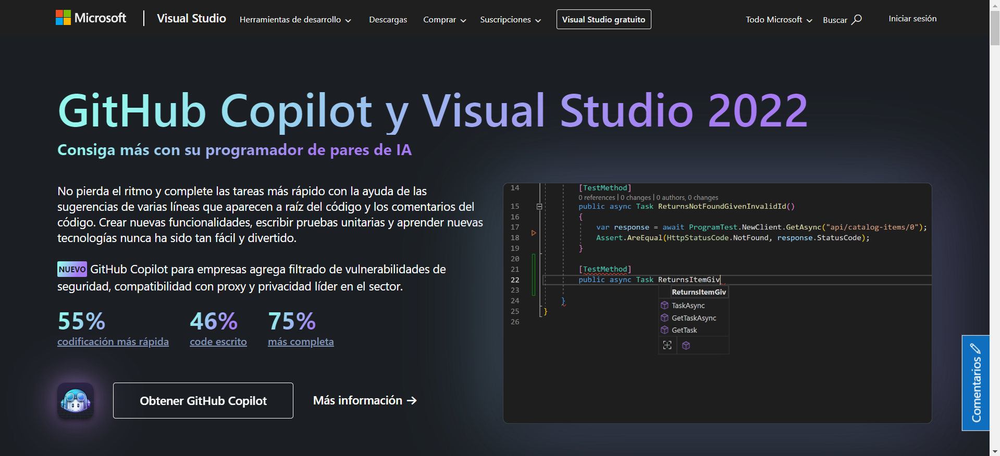 Microsoft
Visual Studio
Herramientas de desarrollo
Descargas
Comprar
Suscripciones
Visual Studio gratuito
Todo Microsoft
Buscar
Iniciar sesión
GitHub Copilot y Visual Studio 2022
Consiga más con su programador de pares de IA
No pierda el ritmo y complete las tareas más rápido con la ayuda de las
sugerencias de varias líneas que aparecen a raíz del código y los comentarios del
código. Crear nuevas funcionalidades, escribir pruebas unitarias y aprender nuevas
tecnologías nunca ha sido tan fácil y divertido.
NUEVO GitHub Copilot para empresas agrega filtrado de vulnerabilidades de
seguridad, compatibilidad con proxy y privacidad líder en el sector.
55%
codificación más rápida
46%
code escrito
75%
más completa
Obtener GitHub Copilot
Más información →
14 [TestMethod]
0 references | 0 changes | 0 authors, 0 changes
15 public async Task ReturnsNotFoundGivenInvalidId()
16 {
17 var response = await ProgramTest.NewClient.GetAsync("api/catalog-items/0");
18 Assert.AreEqual(HttpStatusCode.NotFound, response.StatusCode);
19 }
20
21 [TestMethod]
22 public async Task ReturnsItemGiv
23
24 }
25 }
26
ReturnsItemGiv
TaskAsync
GetTaskAsync
GetTask
Comentarios